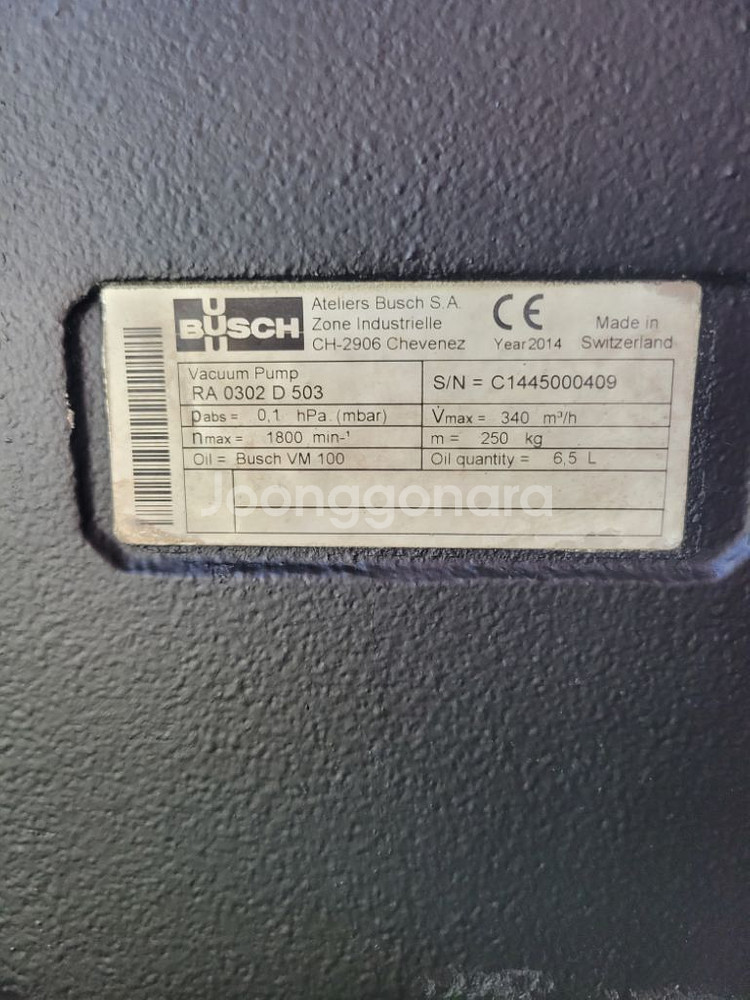 BUSCH
Ateliers Busch S.A.
Zone Industrielle
CH-2906 Chevenez
CE
Year 2014
Made in
Switzerland
Vacuum Pump
RA 0302 D 503
S/N = C1445000409
pabs = 0,1 hPa.(mbar)
V̇max = 340 m³/h
nmax = 1800 min-¹
m = 250 kg
Oil = Busch VM 100
Oil quantity = 6,5 L
Joonggonara